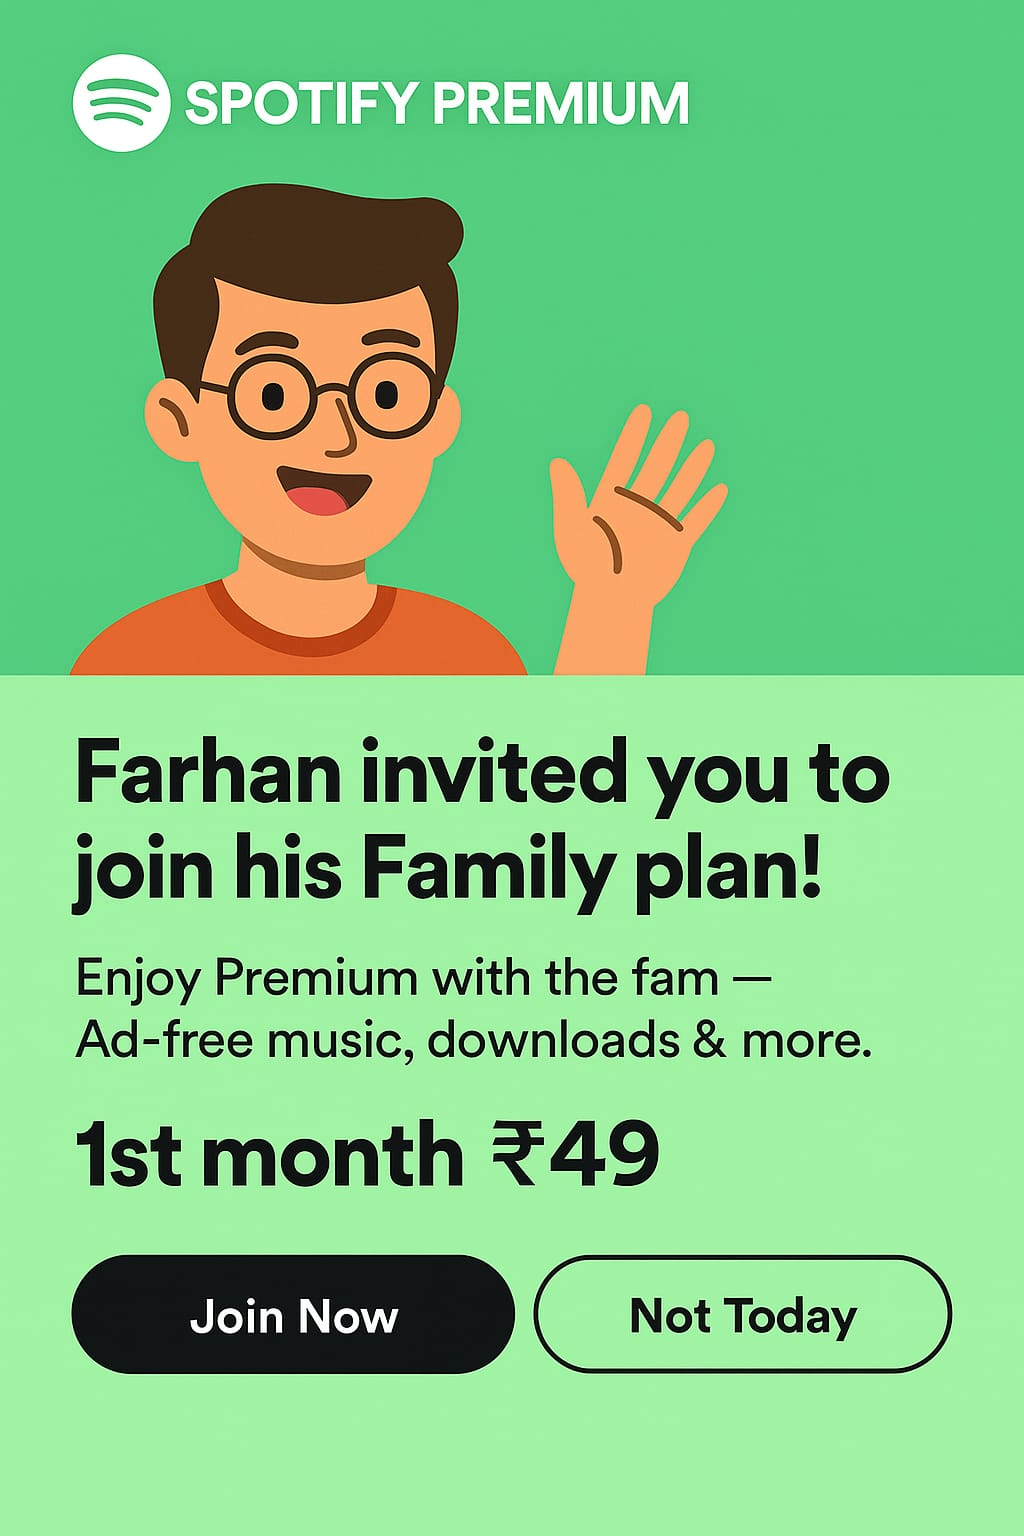 SPOTIFY PREMIUM
Farhan invited you to
join his Family plan!
Enjoy Premium with the fam —
Ad-free music, downloads & more.
1st month ₹49
Join Now
Not Today